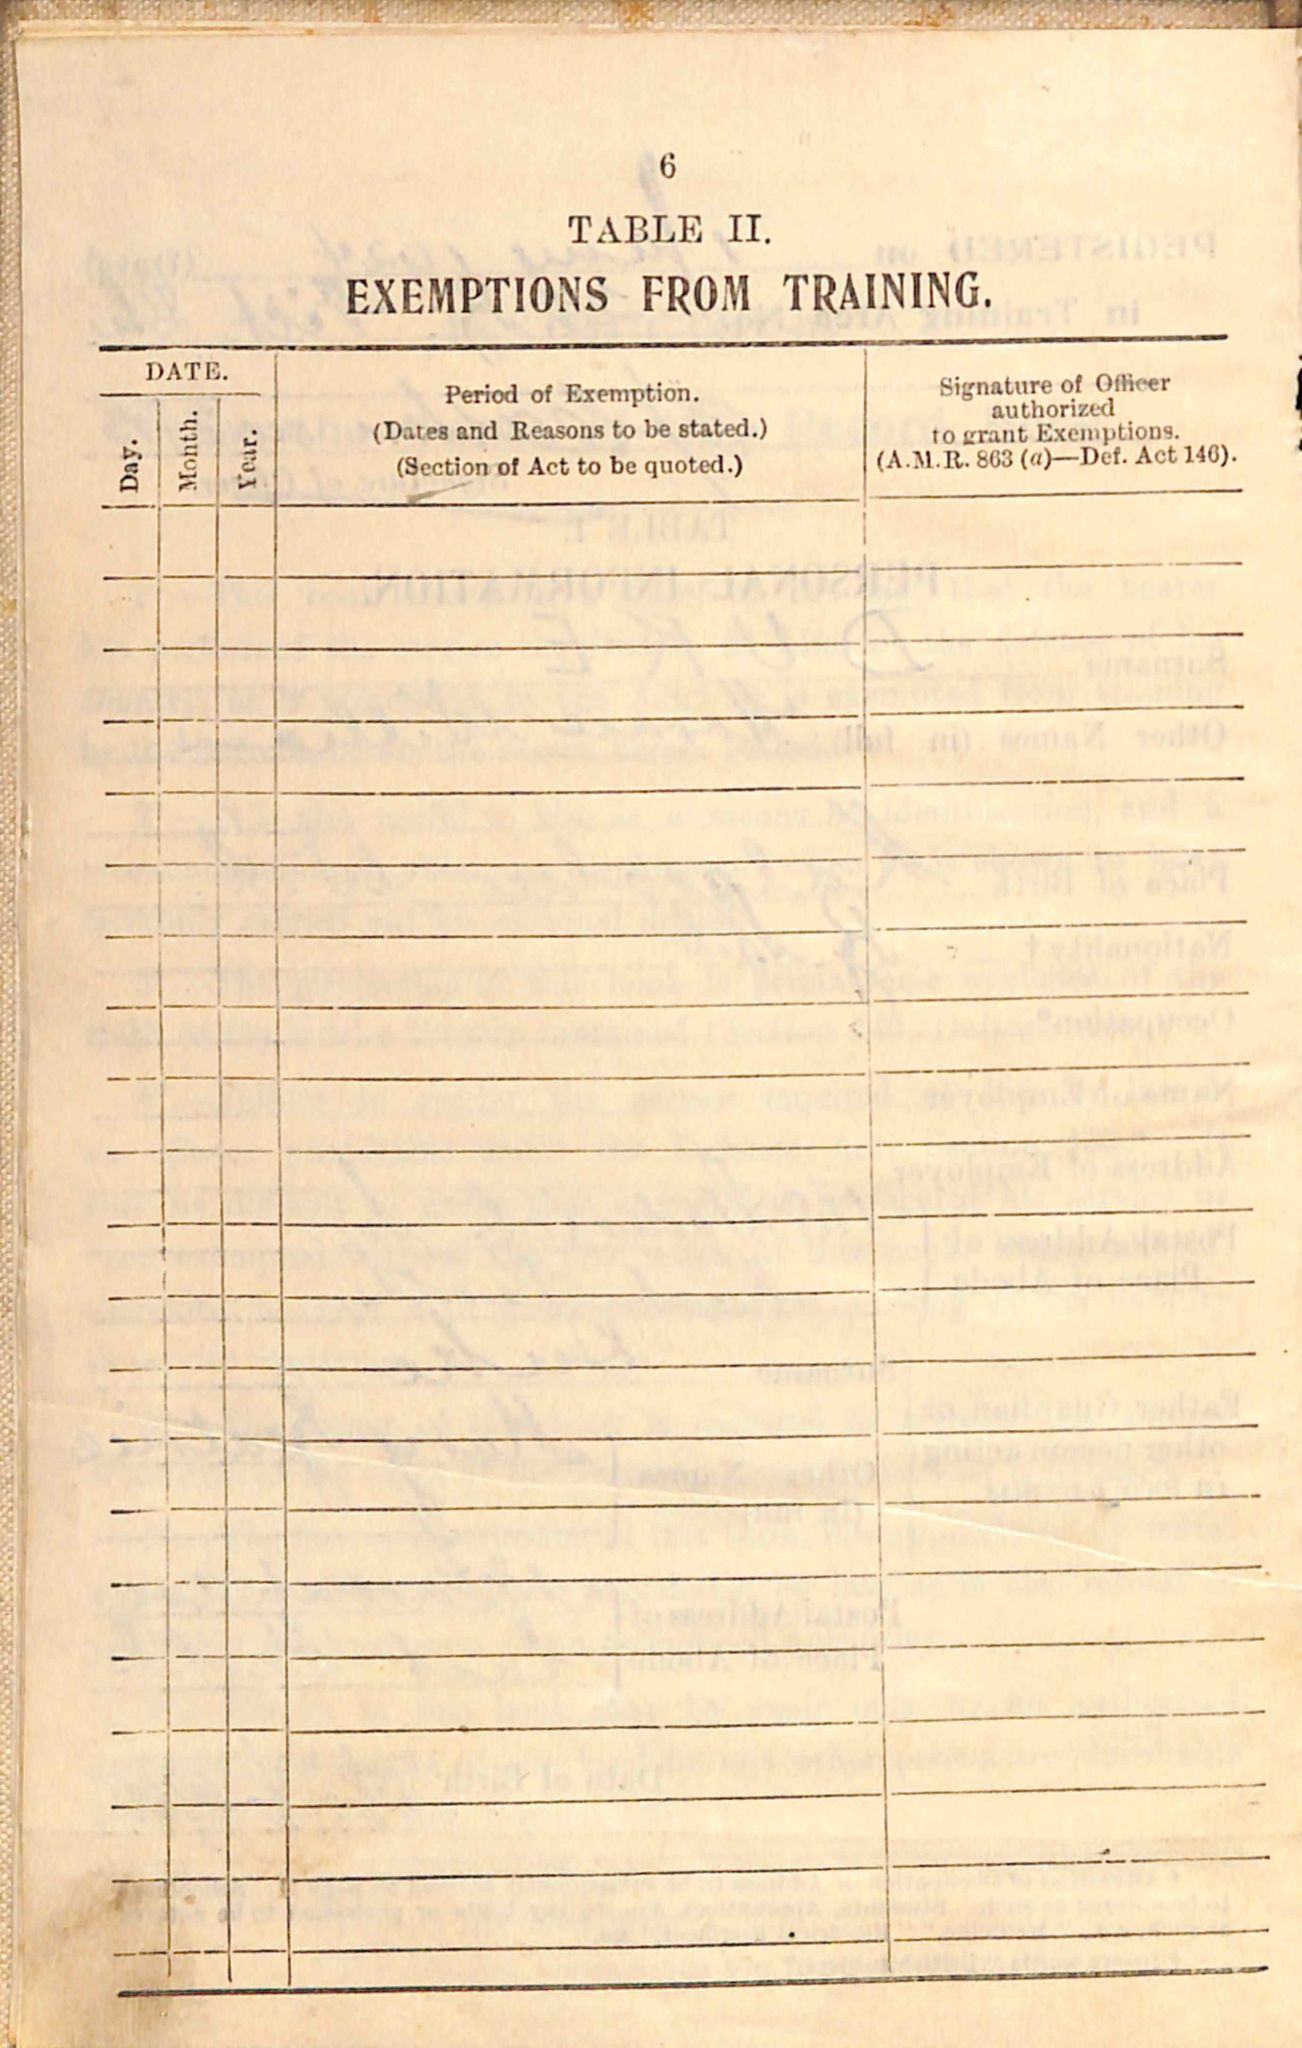 6
TABLE II.
EXEMPTIONS FROM TRAINING.
DATE.
Day.
Month.
Year.
Period of Exemption.
(Dates and Reasons to be stated.)
(Section of Act to be quoted.)
Signature of Officer
authorized
to grant Exemptions.
(A.M.R. 863 (a)—Def. Act 146).